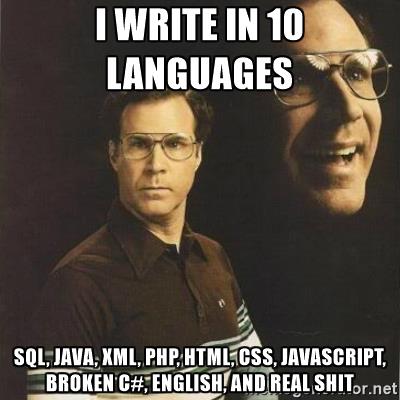 I WRITE IN 10
LANGUAGES
SQL, JAVA, XML, PHP, HTML, CSS, JAVASCRIPT,
BROKEN C#, ENGLISH, AND REAL SHIT